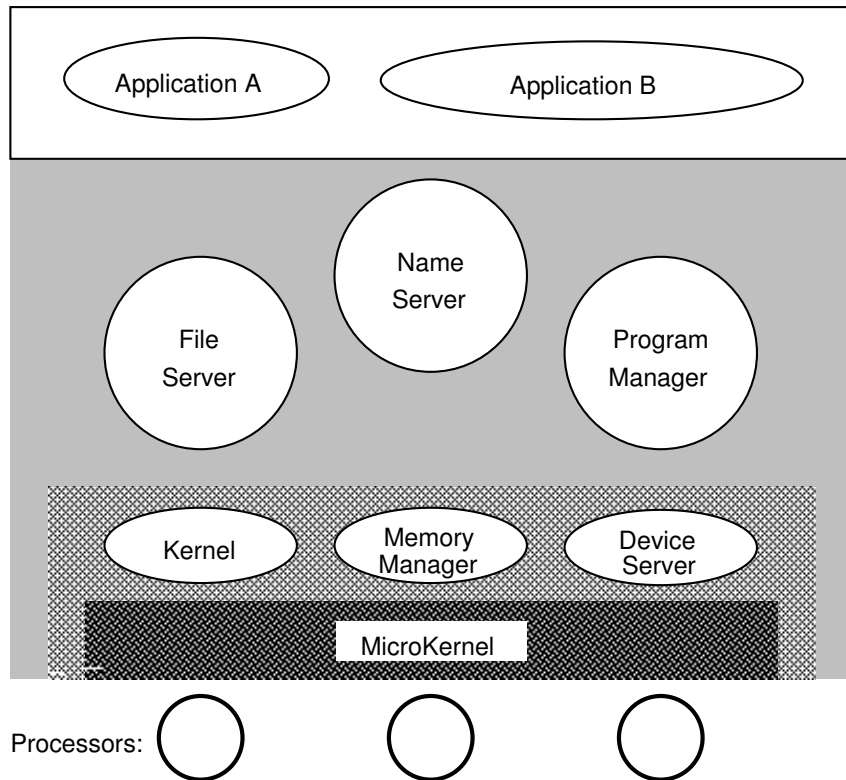 Application A
Application B
Name
Server
File
Server
Program
Manager
Kernel
Memory
Manager
Device
Server
MicroKernel
Processors: